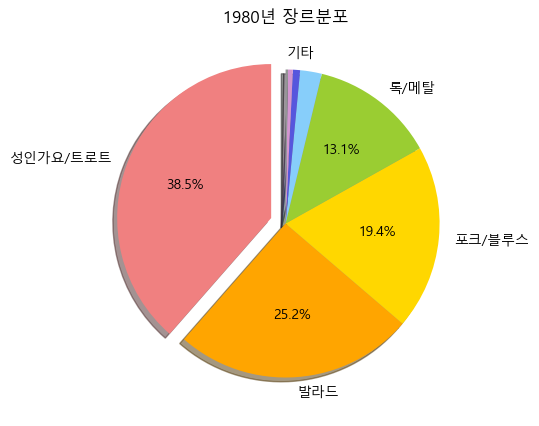 1980년 장르분포
기타
톡/메탈
성인가요/트로트
13.1%
38.5%
19.4%
포크/블루스
25.2%
발라드